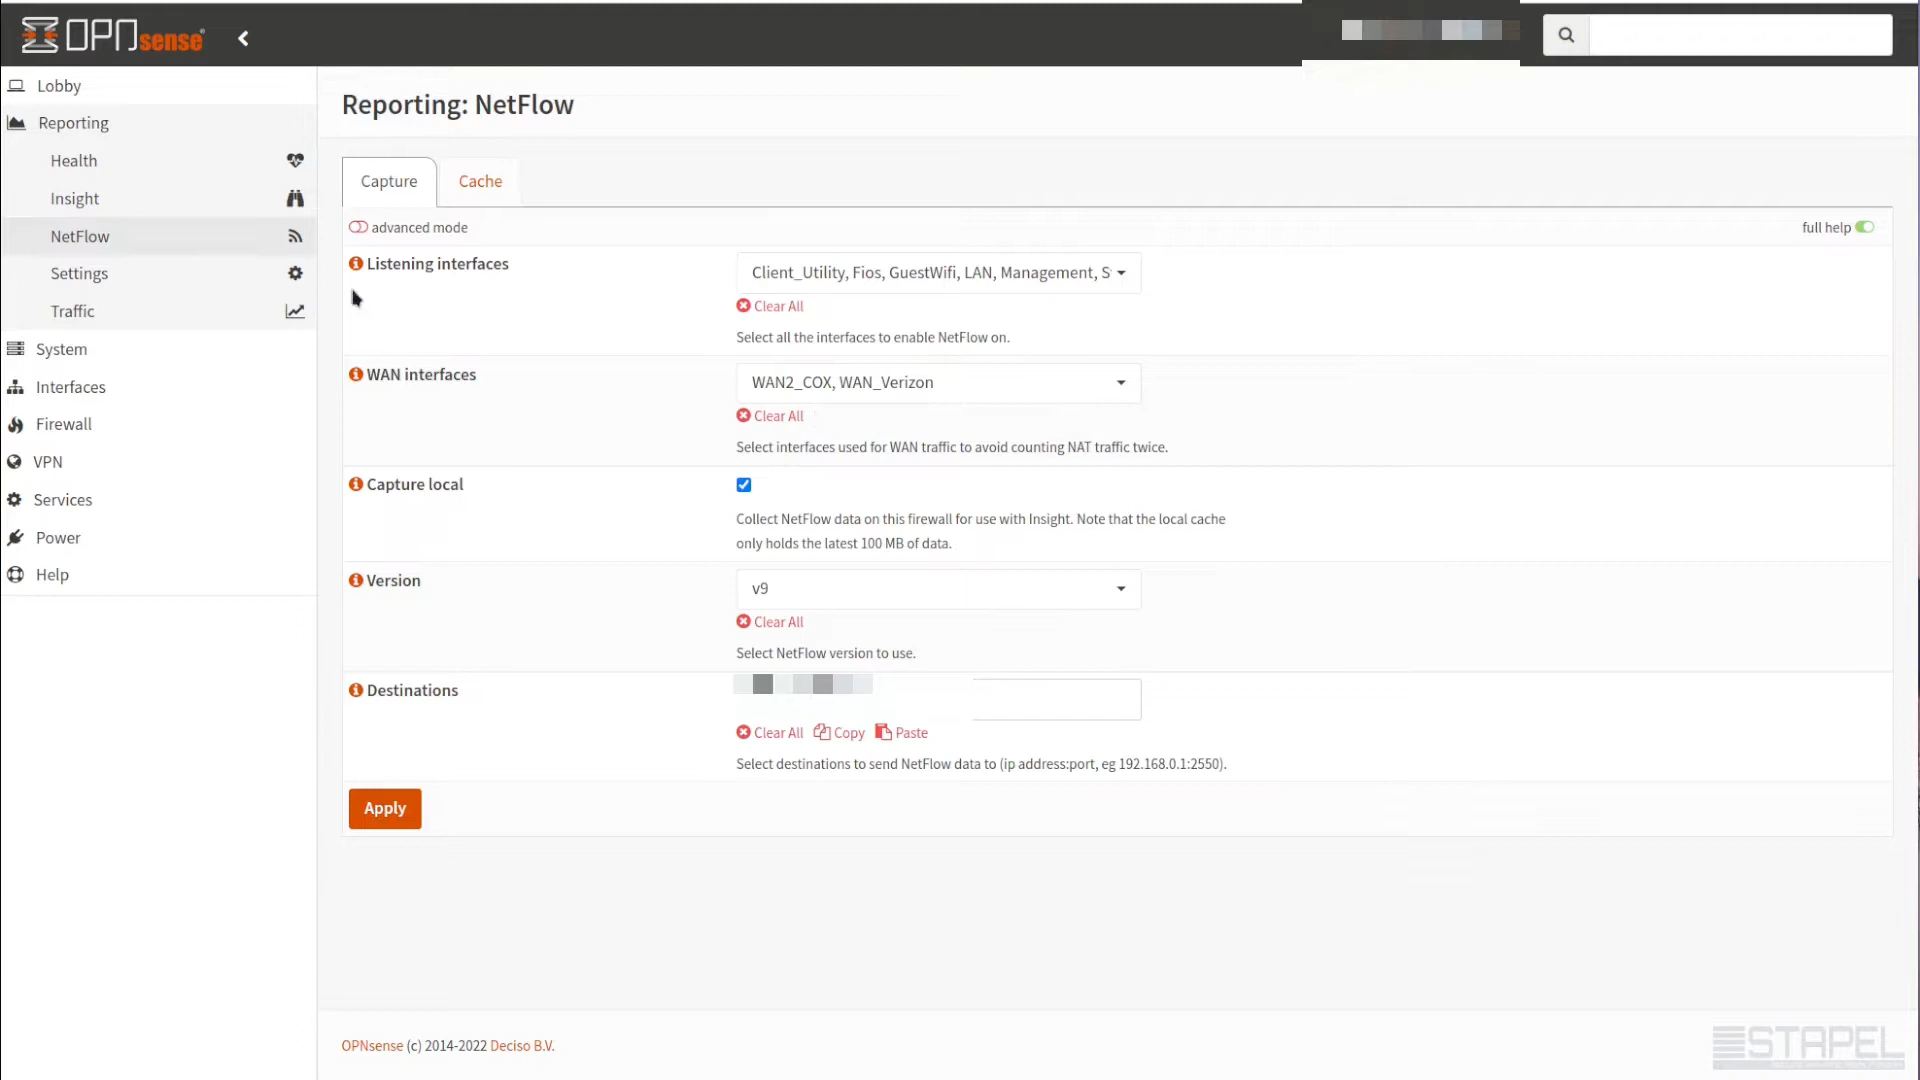 OPNsense
Lobby
Reporting
Health
Insight
NetFlow
Settings
Traffic
System
Interfaces
Firewall
VPN
Services
Power
Help
Reporting: NetFlow
Capture
Cache
advanced mode
full help
Listening interfaces
Client_Utility, Fios, GuestWifi, LAN, Management, S
Clear All
Select all the interfaces to enable NetFlow on.
WAN interfaces
WAN2_COX, WAN_Verizon
Clear All
Select interfaces used for WAN traffic to avoid counting NAT traffic twice.
Capture local
Collect NetFlow data on this firewall for use with Insight. Note that the local cache
only holds the latest 100 MB of data.
Version
v9
Clear All
Select NetFlow version to use.
Destinations
Clear All Copy Paste
Select destinations to send NetFlow data to (ip address:port, eg 192.168.0.1:2550).
Apply
OPNsense (c) 2014-2022 Deciso B.V.
STAPEL